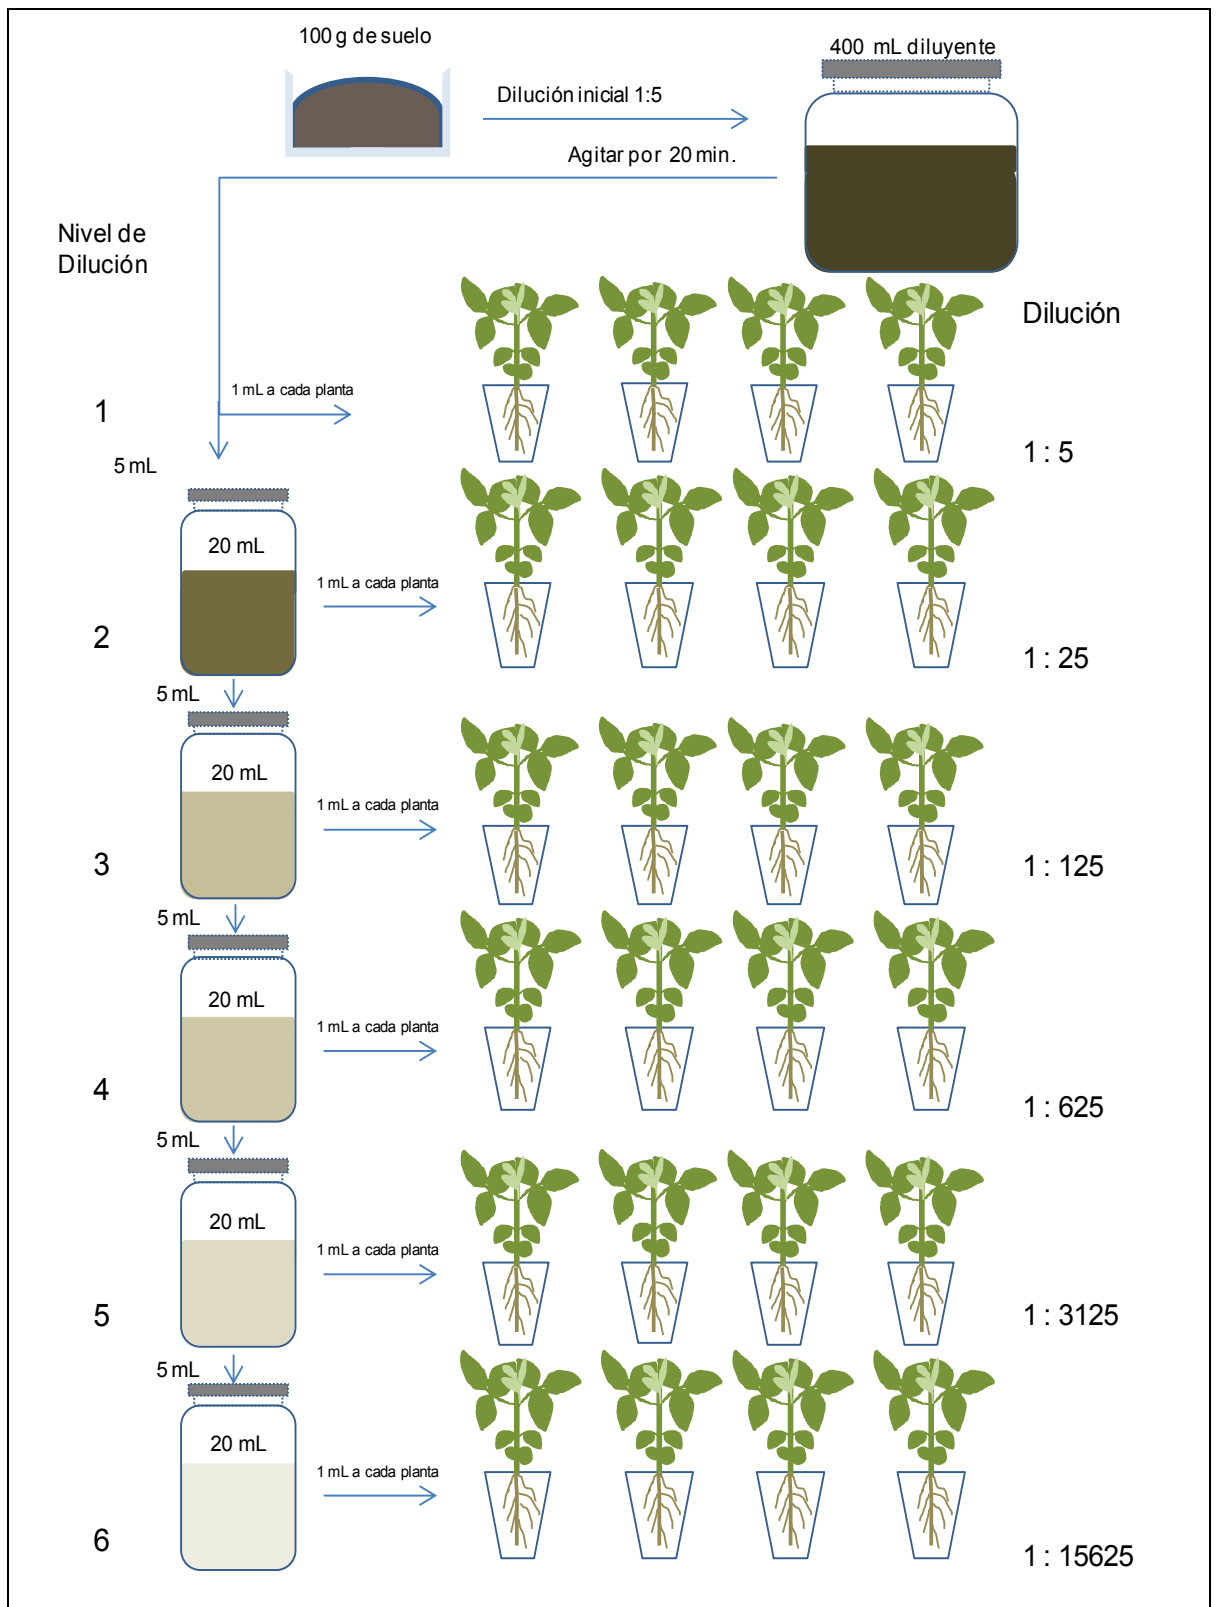 100 g de suelo
400 mL diluyente
Dilución inicial 1:5
Agitar por 20 min.
Nivel de
Dilución
Dilución
1 mL a cada planta
1
1 : 5
5 mL
20 mL
1 mL a cada planta
2
1 : 25
5 mL
20 mL
1 mL a cada planta
3
1 : 125
5 mL
20 mL
1 mL a cada planta
4
1 : 625
5 mL
20 mL
1 mL a cada planta
5
1 : 3125
5 mL
20 mL
1 mL a cada planta
6
1 : 15625